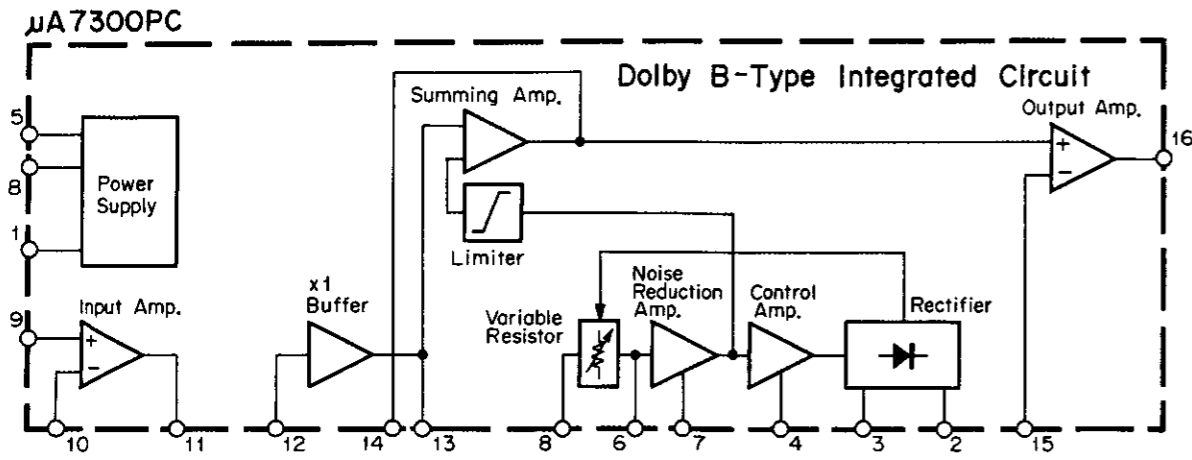 µA7300PC
Dolby B-Type Integrated Circuit
Summing Amp.
Output Amp.
5
+
16
8
Power
Supply
−
Limiter
1
x1
Buffer
Noise
Reduction
Amp.
Control
Amp.
Rectifier
Input Amp.
Variable
Resistor
9
+
−
10
11
12
14
13
8
6
7
4
3
2
15